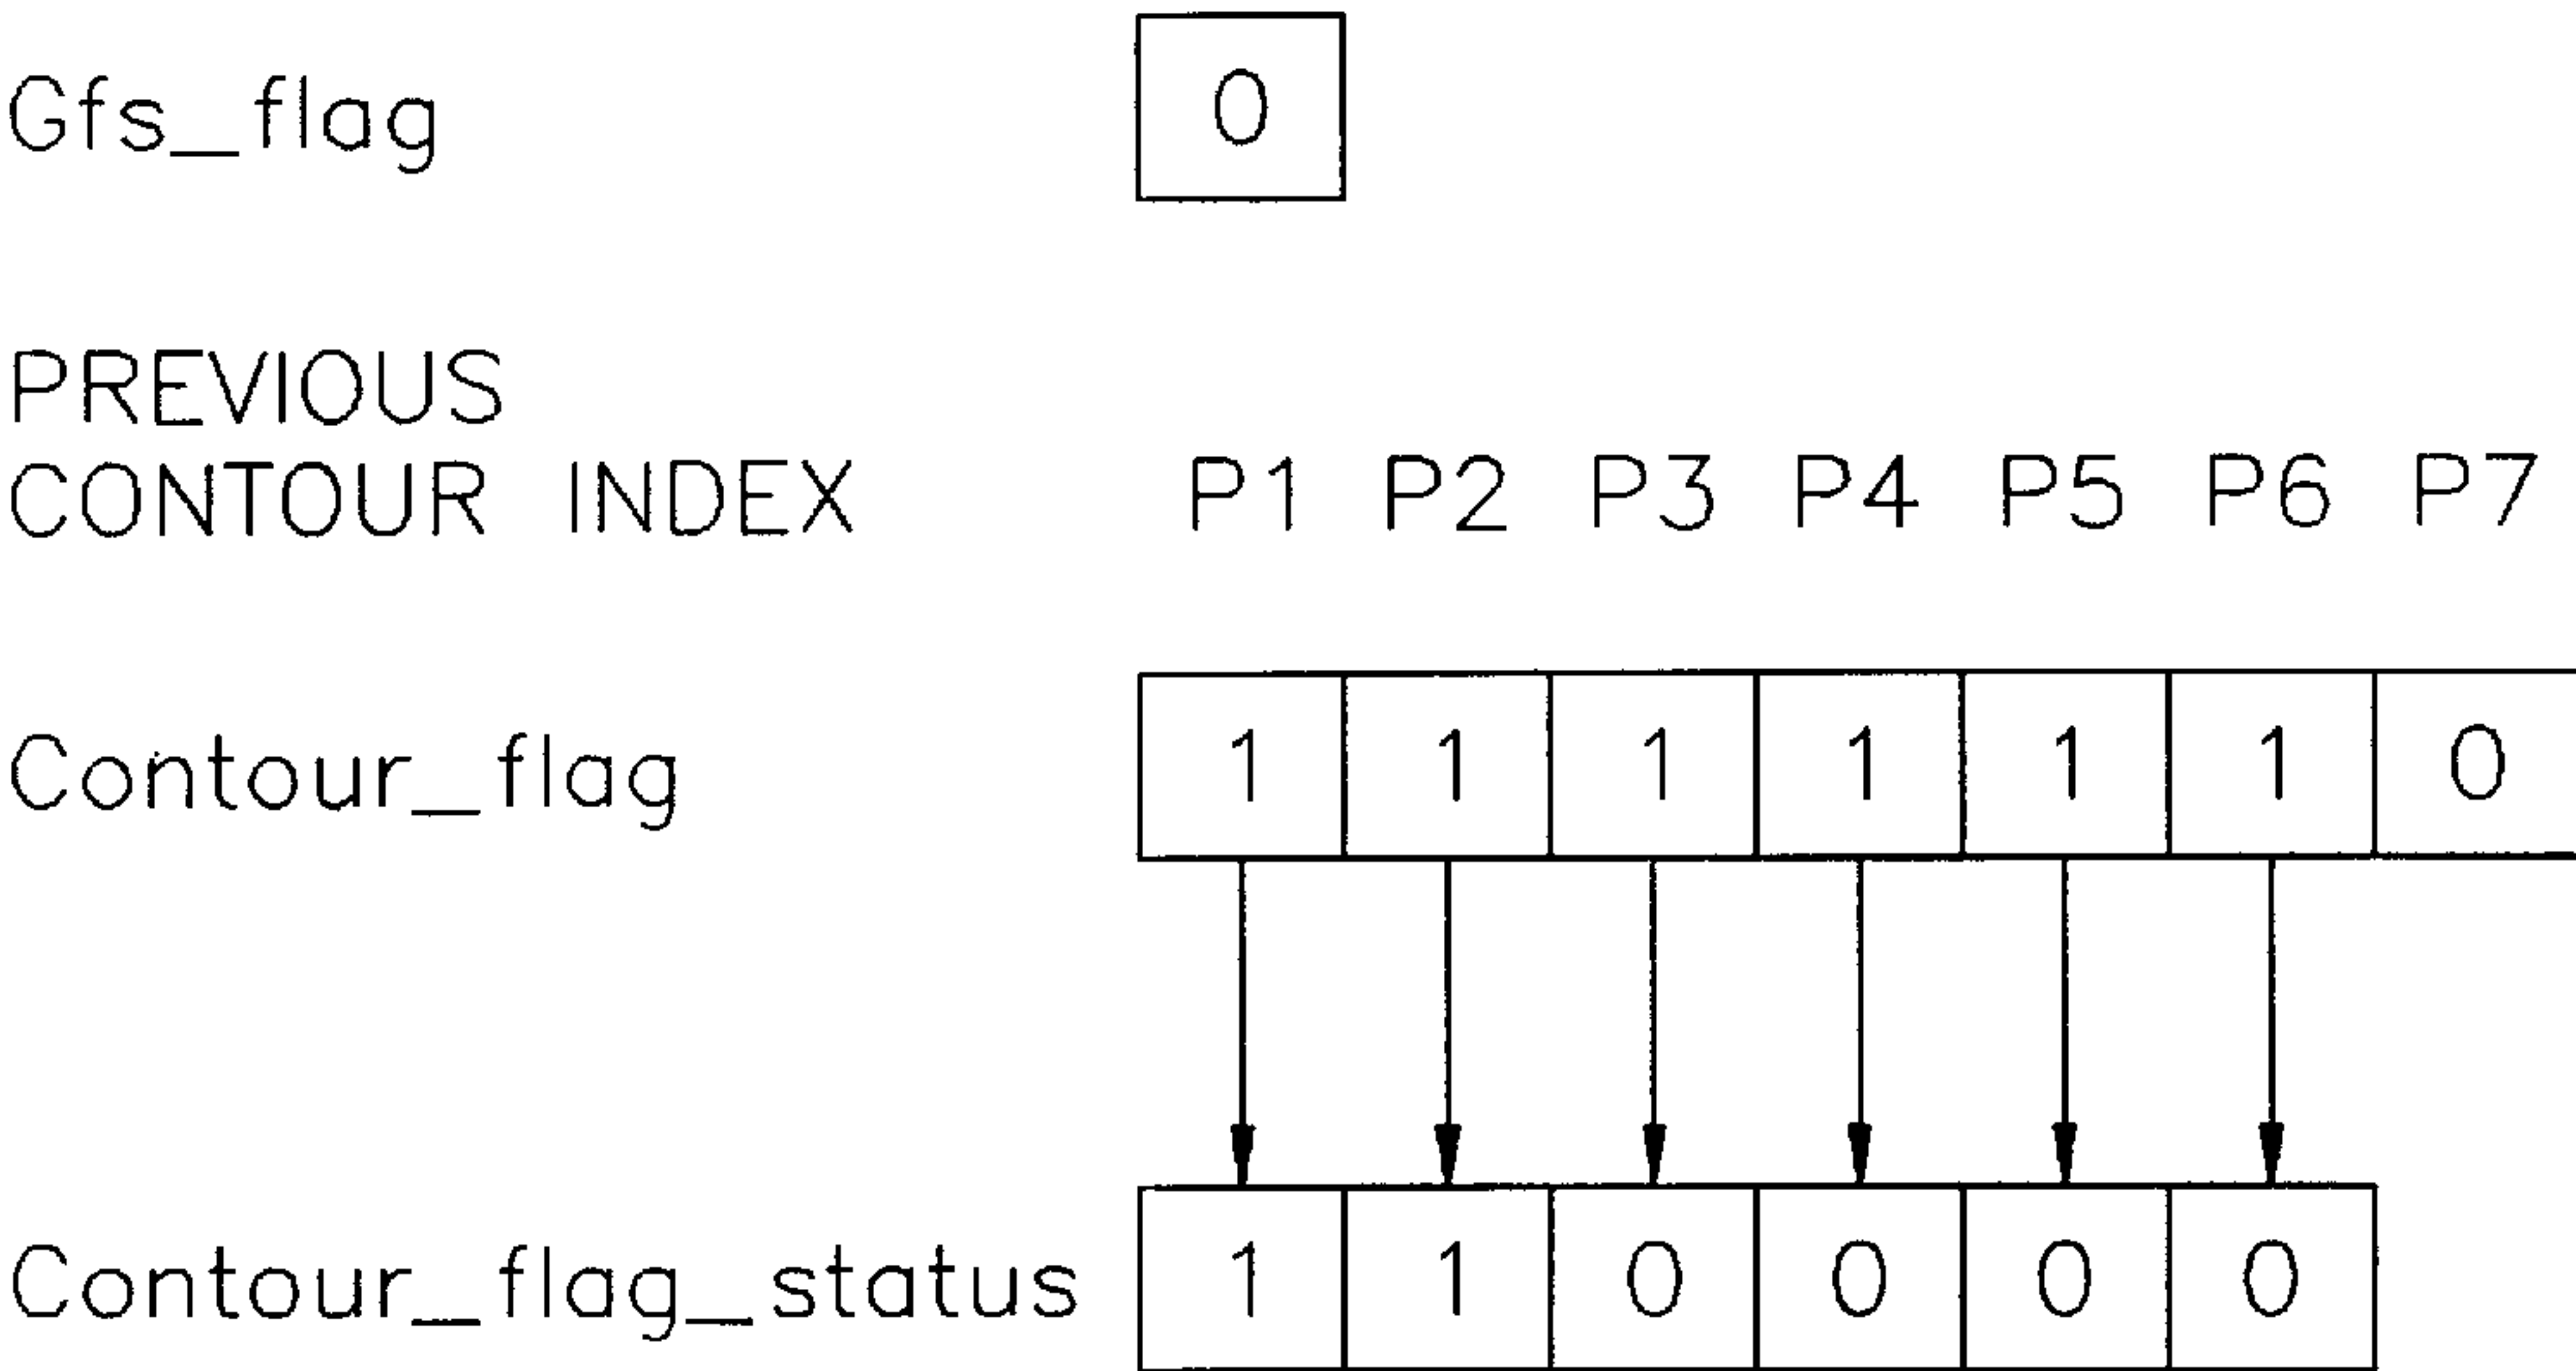 Gfs_flag 0
PREVIOUS
CONTOUR INDEX P1 P2 P3 P4 P5 P6 P7
Contour_flag 1 1 1 1 1 1 0
Contour_flag_status 1 1 0 0 0 0